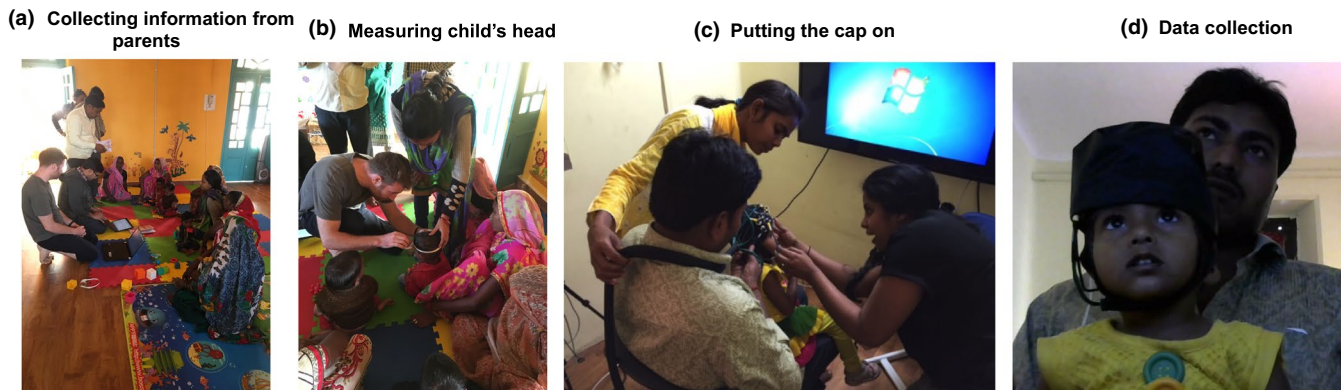 (a) Collecting information from
parents
(b) Measuring child's head
(c) Putting the cap on
(d) Data collection